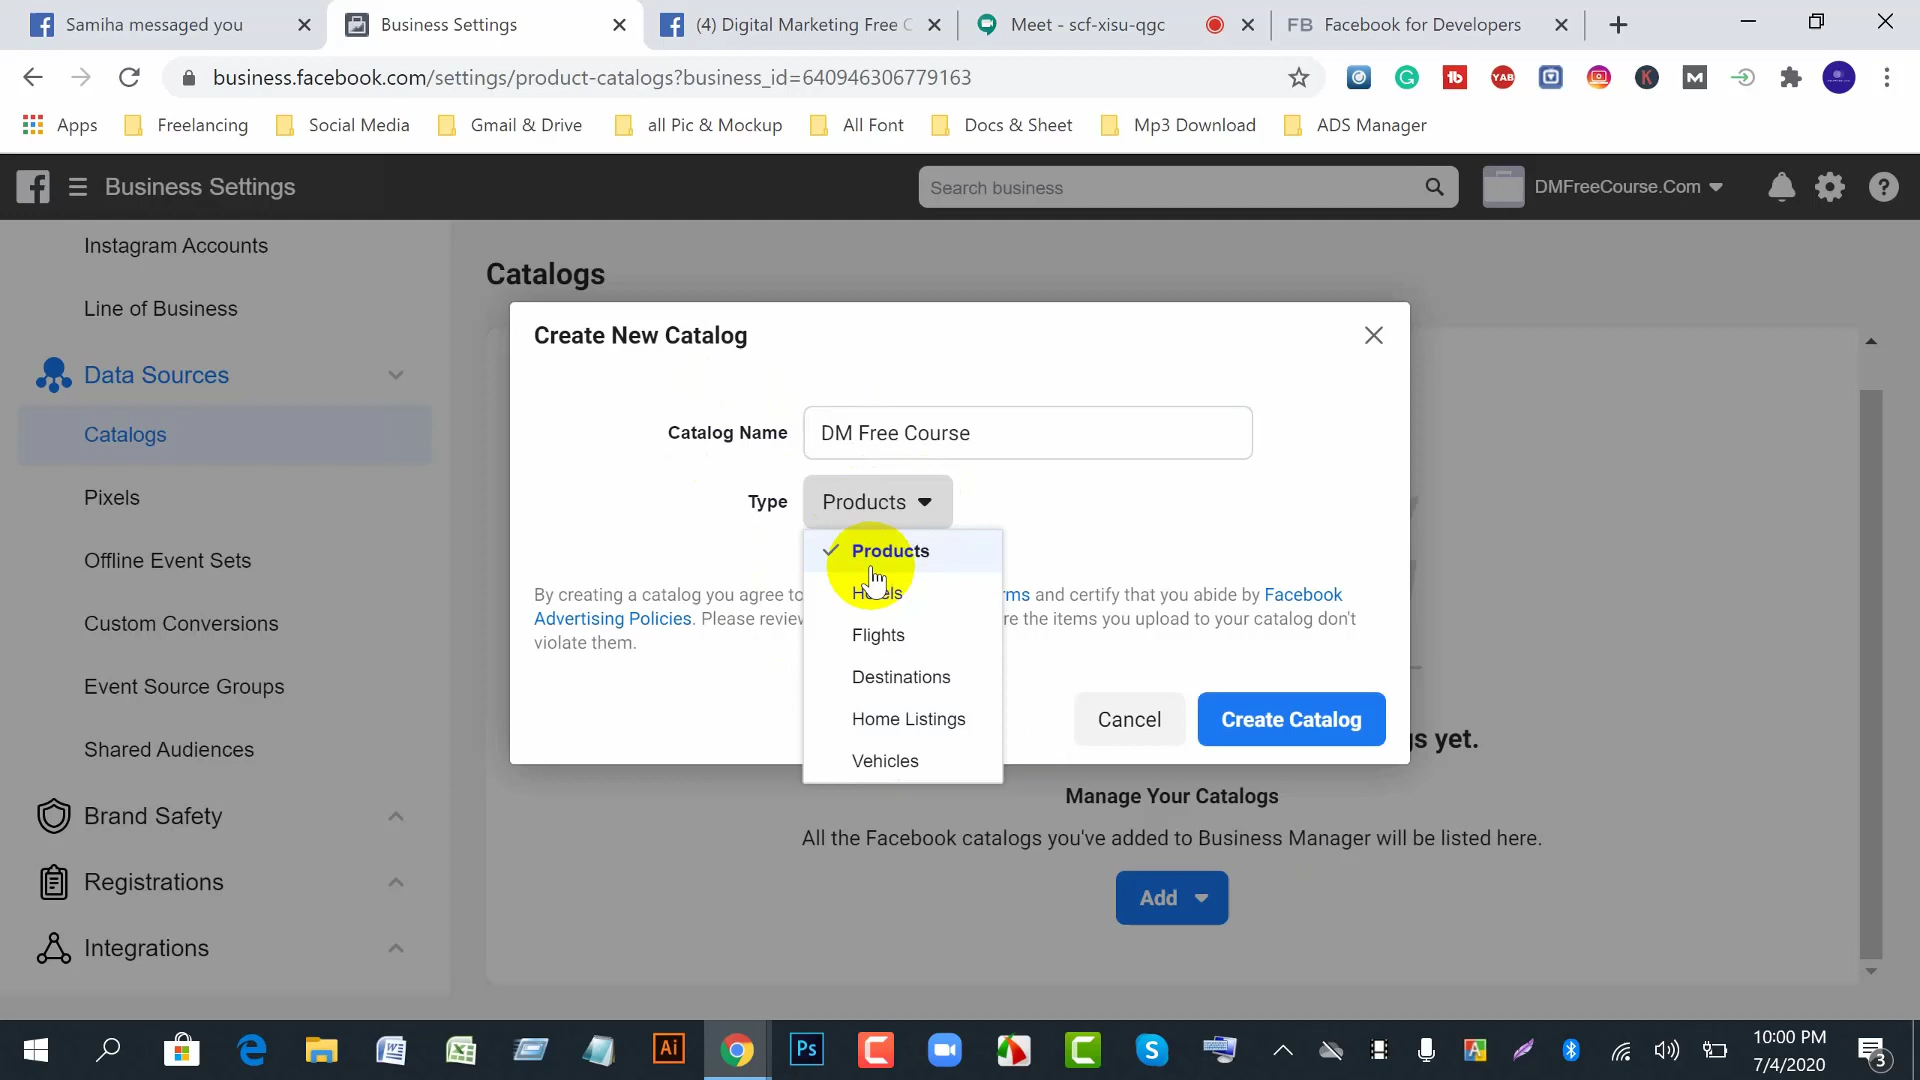 Samiha messaged you
Business Settings
(4) Digital Marketing Free C
Meet - scf-xisu-qgc
FB Facebook for Developers
business.facebook.com/settings/product-catalogs?business_id=640946306779163
Apps
Freelancing
Social Media
Gmail & Drive
all Pic & Mockup
All Font
Docs & Sheet
Mp3 Download
ADS Manager
Business Settings
Search business
DMFreeCourse.Com
Instagram Accounts
Line of Business
Data Sources
Catalogs
Pixels
Offline Event Sets
Custom Conversions
Event Source Groups
Shared Audiences
Brand Safety
Registrations
Integrations
Catalogs
Create New Catalog
Catalog Name
DM Free Course
Type
Products
Products
Hotels
Flights
Destinations
Home Listings
Vehicles
By creating a catalog you agree to rms and certify that you abide by Facebook
Advertising Policies. Please review re the items you upload to your catalog don't
violate them.
Cancel
Create Catalog
gs yet.
Manage Your Catalogs
All the Facebook catalogs you've added to Business Manager will be listed here.
Add
10:00 PM
7/4/2020
3